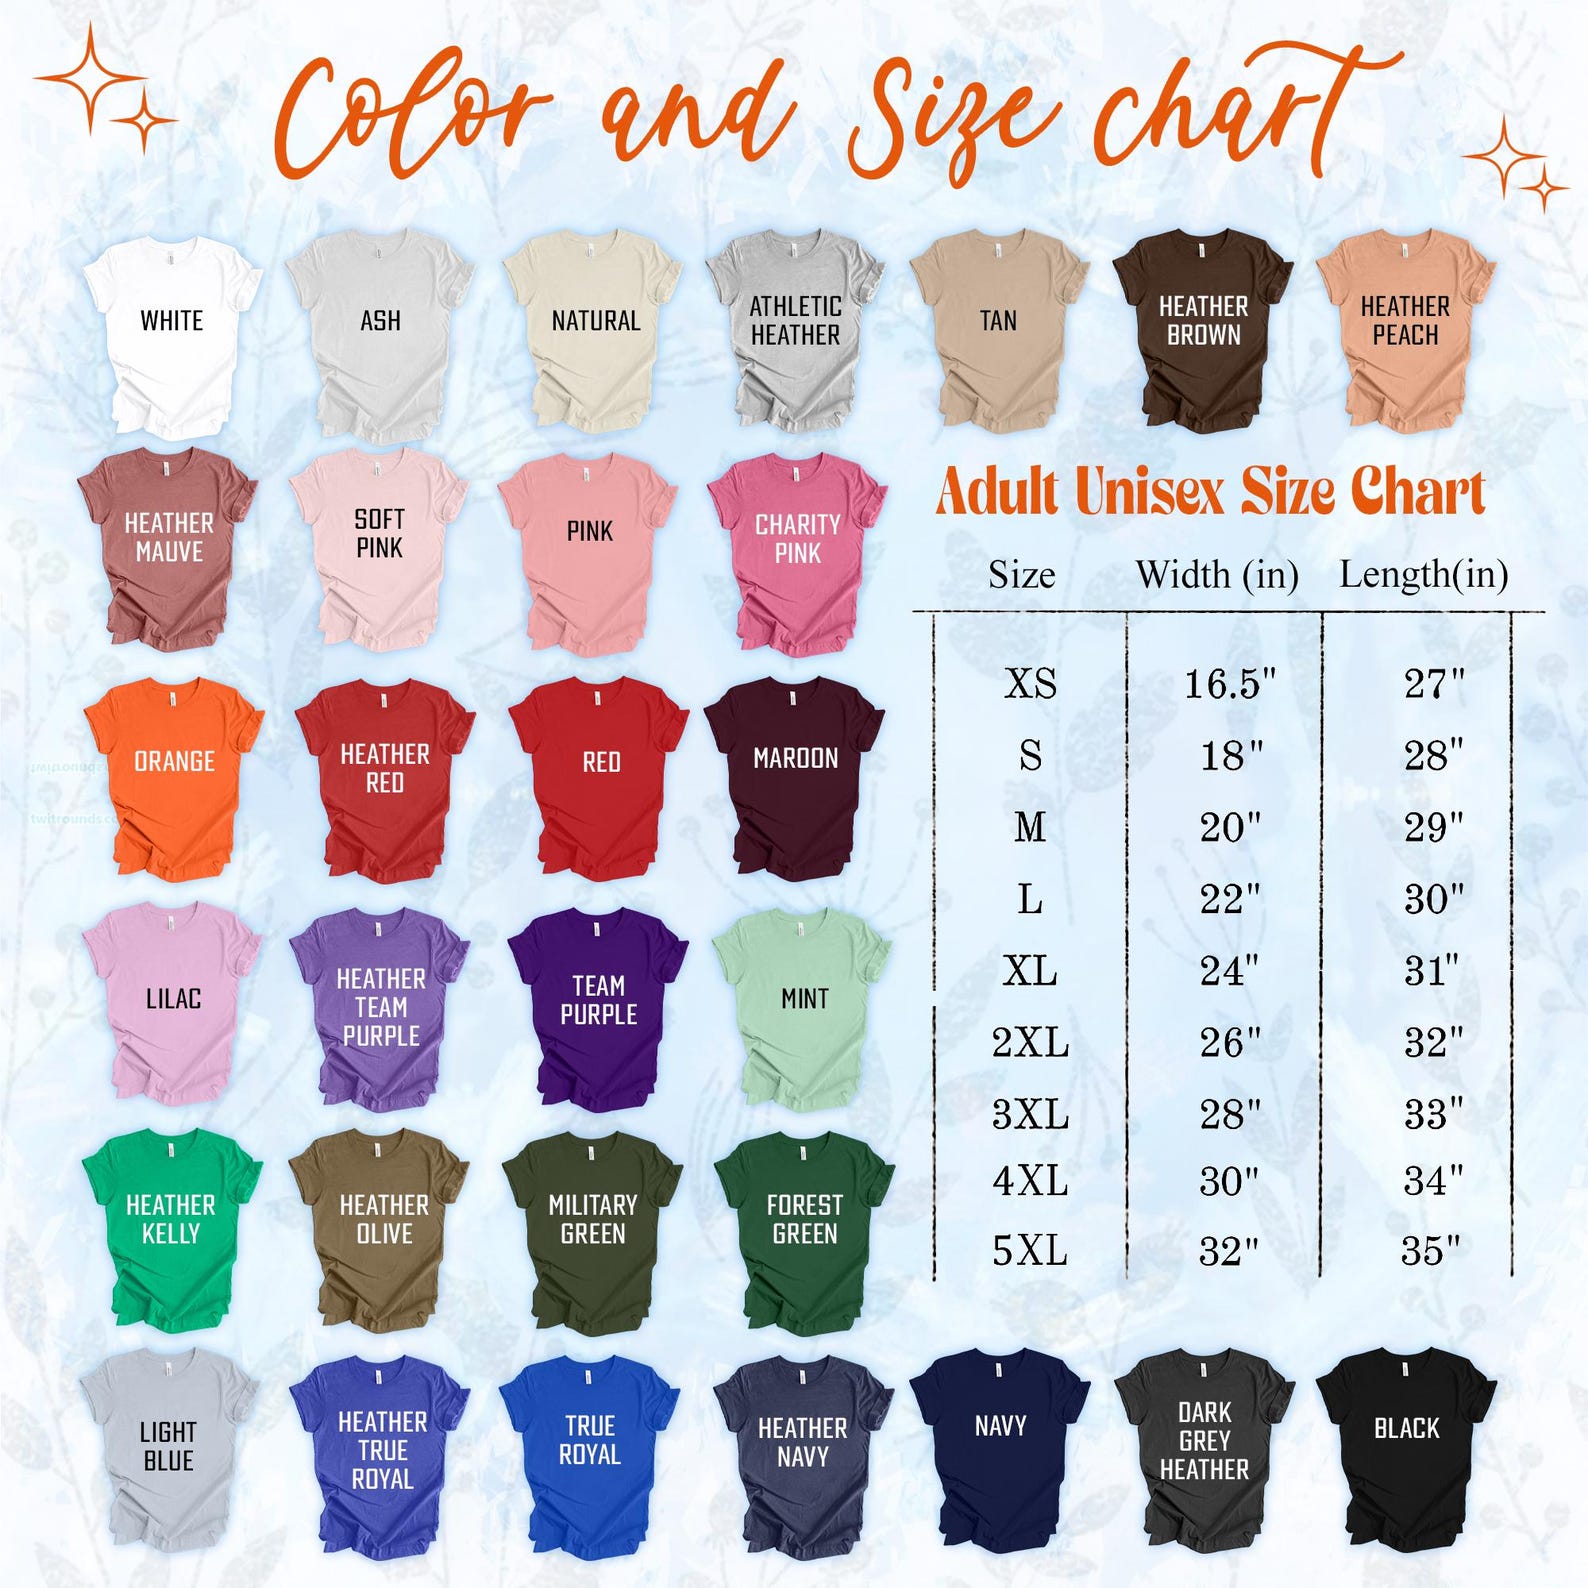 Color and Size chart
WHITE
ASH
NATURAL
ATHLETIC
HEATHER
TAN
HEATHER
BROWN
HEATHER
PEACH
HEATHER
MAUVE
SOFT
PINK
PINK
CHARITY
PINK
ORANGE
HEATHER
RED
RED
MAROON
LILAC
HEATHER
TEAM
PURPLE
TEAM
PURPLE
MINT
HEATHER
KELLY
HEATHER
OLIVE
MILITARY
GREEN
FOREST
GREEN
LIGHT
BLUE
HEATHER
TRUE
ROYAL
TRUE
ROYAL
HEATHER
NAVY
NAVY
DARK
GREY
HEATHER
BLACK
Adult Unisex Size Chart
Size Width (in) Length(in)
XS 16.5" 27"
S 18" 28"
M 20" 29"
L 22" 30"
XL 24" 31"
2XL 26" 32"
3XL 28" 33"
4XL 30" 34"
5XL 32" 35"